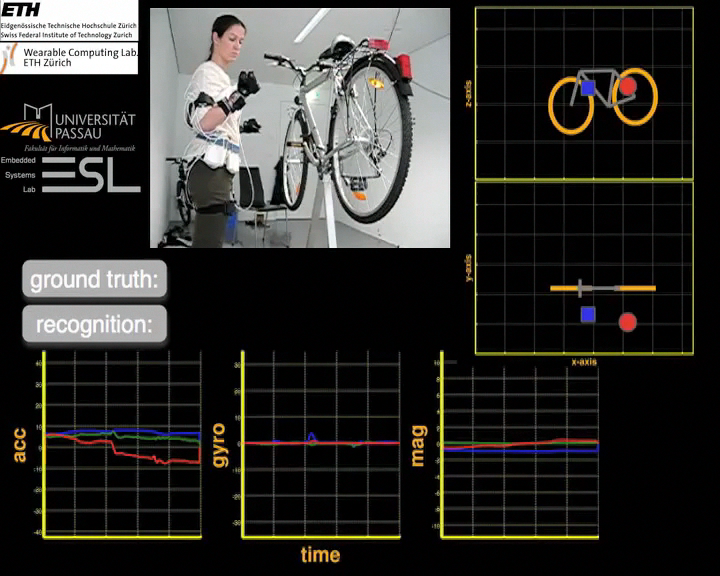 ETH
Eidgenössische Technische Hochschule Zürich
Swiss Federal Institute of Technology Zurich
Wearable Computing Lab.
ETH Zürich
UNIVERSITÄT
PASSAU
Fakultät für Informatik und Mathematik
Embedded
Systems
Lab
ESL
z-axis
y-axis
x-axis
ground truth:
recognition:
acc
gyro
mag
time